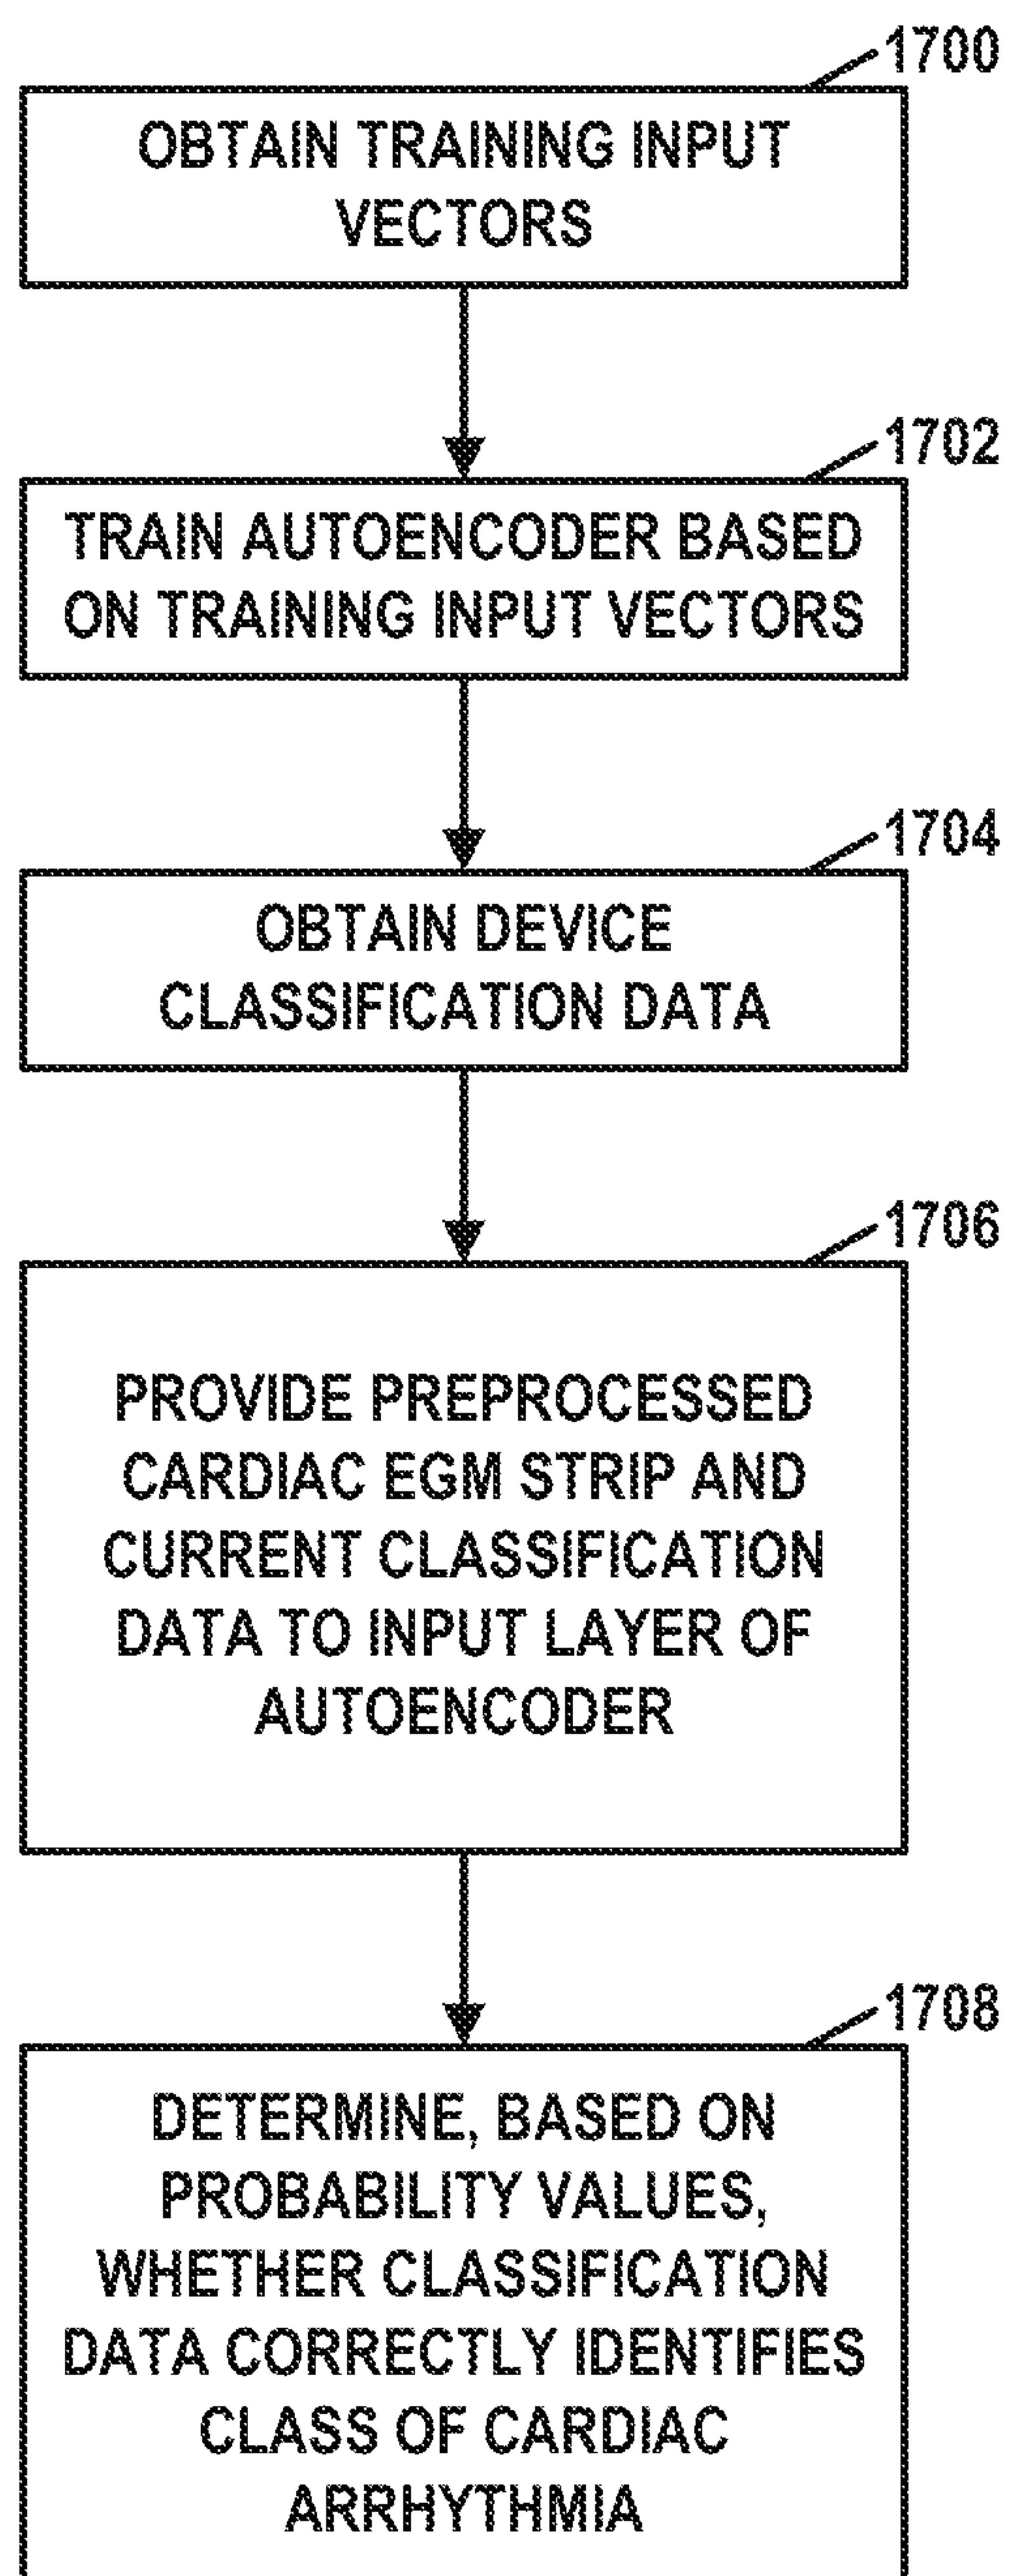 1700
OBTAIN TRAINING INPUT
VECTORS
1702
TRAIN AUTOENCODER BASED
ON TRAINING INPUT VECTORS
1704
OBTAIN DEVICE
CLASSIFICATION DATA
1706
PROVIDE PREPROCESSED
CARDIAC EGM STRIP AND
CURRENT CLASSIFICATION
DATA TO INPUT LAYER OF
AUTOENCODER
1708
DETERMINE, BASED ON
PROBABILITY VALUES,
WHETHER CLASSIFICATION
DATA CORRECTLY IDENTIFIES
CLASS OF CARDIAC
ARRHYTHMIA